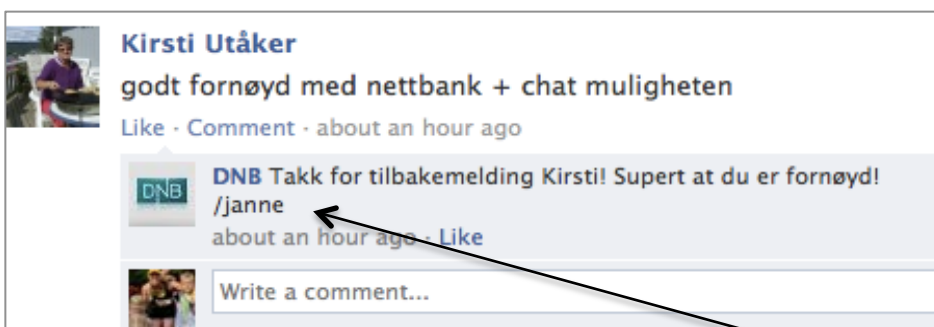 Kirsti Utåker
godt fornøyd med nettbank + chat muligheten
Like · Comment · about an hour ago
DNB
DNB Takk for tilbakemelding Kirsti! Supert at du er fornøyd!
/janne
about an hour ago · Like
Write a comment...